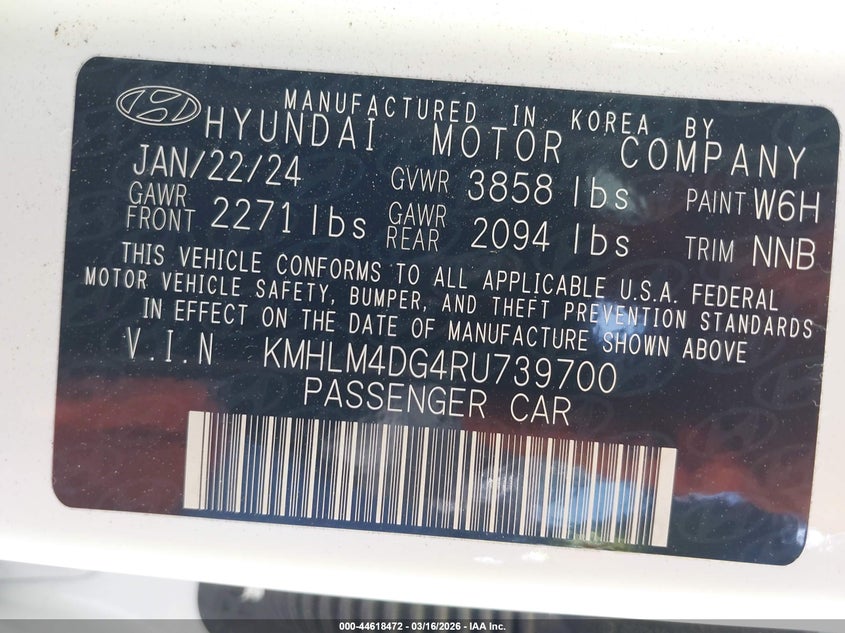 MANUFACTURED IN KOREA BY
HYUNDAI MOTOR COMPANY
JAN/22/24 GVWR 3858 lbs PAINT W6H
GAWR FRONT 2271 lbs GAWR REAR 2094 lbs TRIM NNB
THIS VEHICLE CONFORMS TO ALL APPLICABLE U.S.A. FEDERAL
MOTOR VEHICLE SAFETY, BUMPER, AND THEFT PREVENTION STANDARDS
IN EFFECT ON THE DATE OF MANUFACTURE SHOWN ABOVE
V.I.N KMHLM4DG4RU739700
PASSENGER CAR
000-44618472 - 03/16/2026 - IAA Inc.